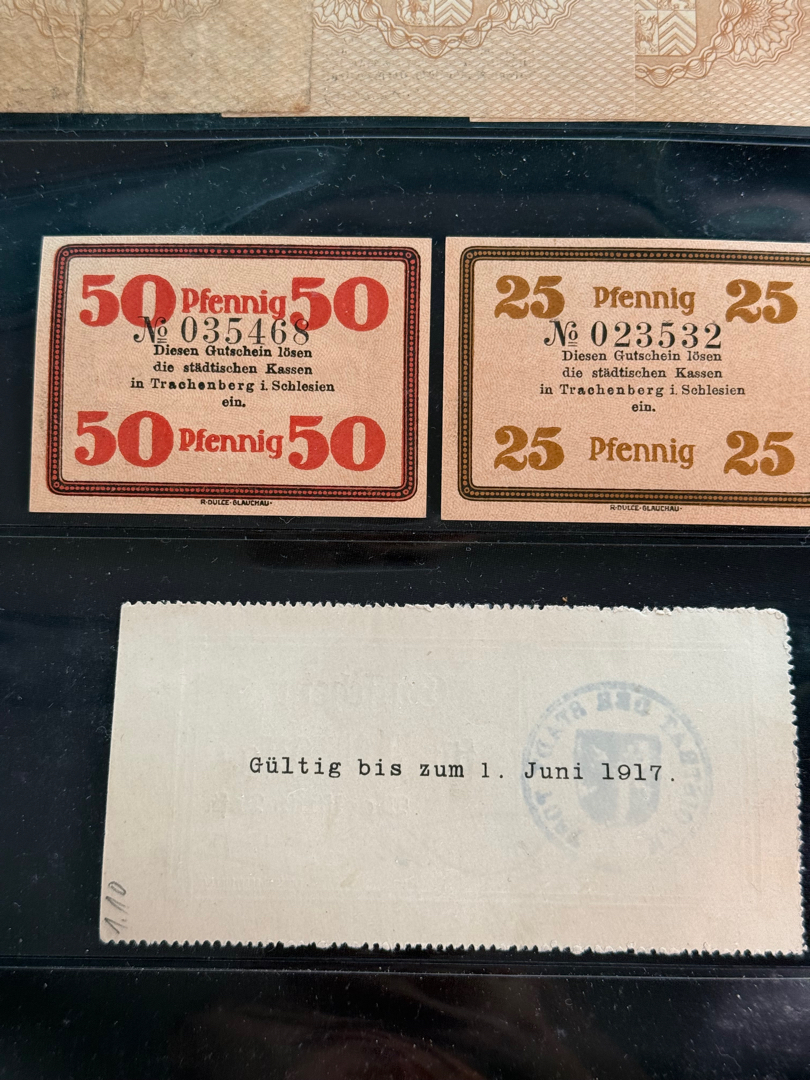 50 Pfennig 50
№ 035468
Diesen Gutschein lösen
die städtischen Kassen
in Trachenberg i. Schlesien
ein.
50 Pfennig 50
R·DULCE·GLAUCHAU·
25 Pfennig 25
№ 023532
Diesen Gutschein lösen
die städtischen Kassen
in Trachenberg i. Schlesien
ein.
25 Pfennig 25
R·DULCE·GLAUCHAU·
Gültig bis zum 1. Juni 1917.
1.10